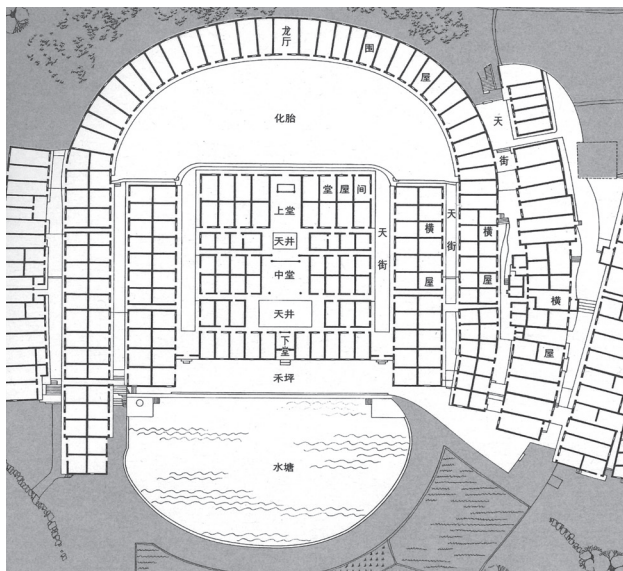 龙厅
围
屋
化胎
天
街
堂屋间
上堂
天井
天
街
横
屋
天
街
横
屋
中堂
天井
横
屋
下堂
禾坪
水塘